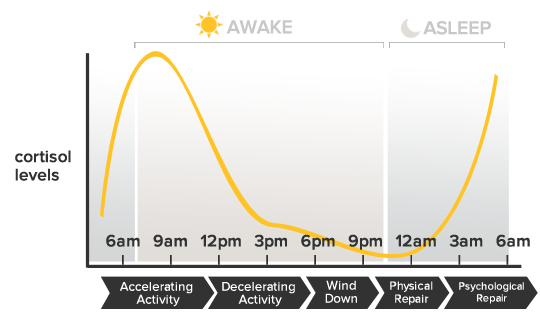 AWAKE
ASLEEP
cortisol
levels
6am 9am 12pm 3pm 6pm 9pm 12am 3am 6am
Accelerating
Activity
Decelerating
Activity
Wind
Down
Physical
Repair
Psychological
Repair